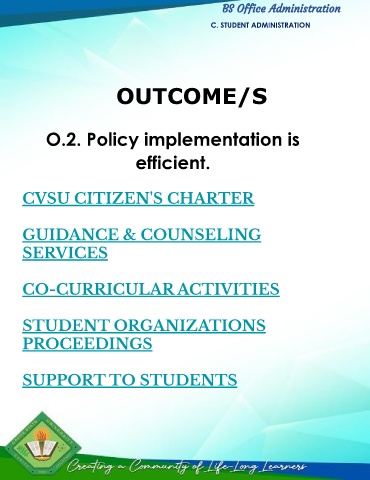 BS Office Administration
C. STUDENT ADMINISTRATION
OUTCOME/S
O.2. Policy implementation is
efficient.
CVSU CITIZEN'S CHARTER
GUIDANCE & COUNSELING
SERVICES
CO-CURRICULAR ACTIVITIES
STUDENT ORGANIZATIONS
PROCEEDINGS
SUPPORT TO STUDENTS
Creating a Community of Life-Long Learners